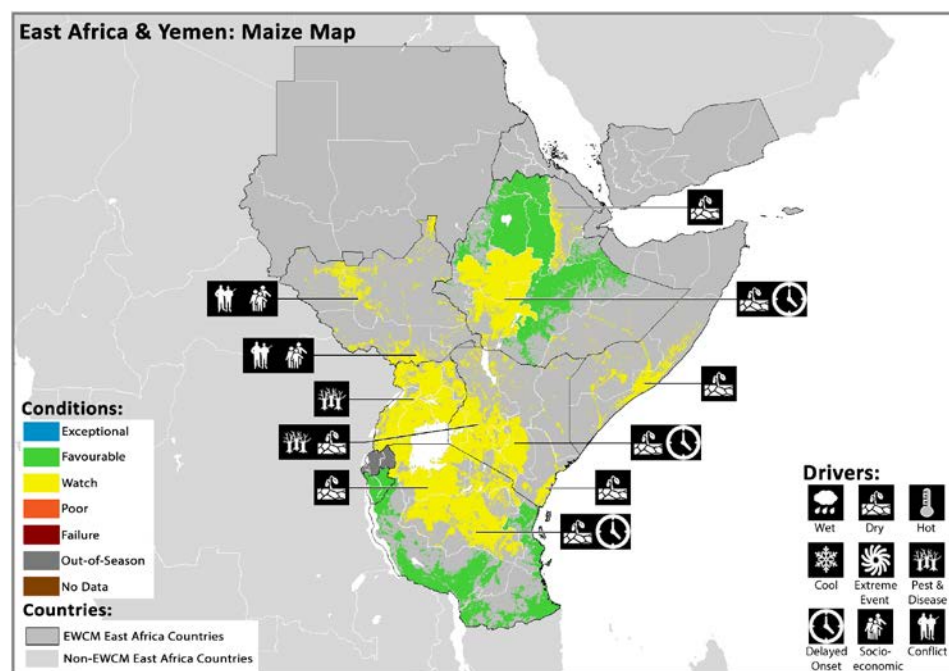 East Africa & Yemen: Maize Map
Conditions:
Exceptional
Favourable
Watch
Poor
Failure
Out-of-Season
No Data
Countries:
EWCM East Africa Countries
Non-EWCM East Africa Countries
Drivers:
Wet
Dry
Hot
Cool
Extreme
Event
Pest &
Disease
Delayed
Onset
Socio-
economic
Conflict